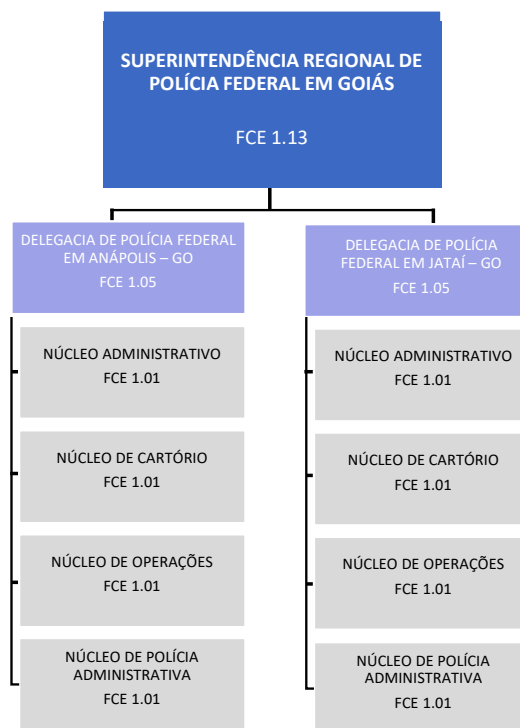 SUPERINTENDÊNCIA REGIONAL DE
POLÍCIA FEDERAL EM GOIÁS
FCE 1.13
DELEGACIA DE POLÍCIA FEDERAL
EM ANÁPOLIS – GO
FCE 1.05
NÚCLEO ADMINISTRATIVO
FCE 1.01
NÚCLEO DE CARTÓRIO
FCE 1.01
NÚCLEO DE OPERAÇÕES
FCE 1.01
NÚCLEO DE POLÍCIA
ADMINISTRATIVA
FCE 1.01
DELEGACIA DE POLÍCIA
FEDERAL EM JATAÍ – GO
FCE 1.05
NÚCLEO ADMINISTRATIVO
FCE 1.01
NÚCLEO DE CARTÓRIO
FCE 1.01
NÚCLEO DE OPERAÇÕES
FCE 1.01
NÚCLEO DE POLÍCIA
ADMINISTRATIVA
FCE 1.01